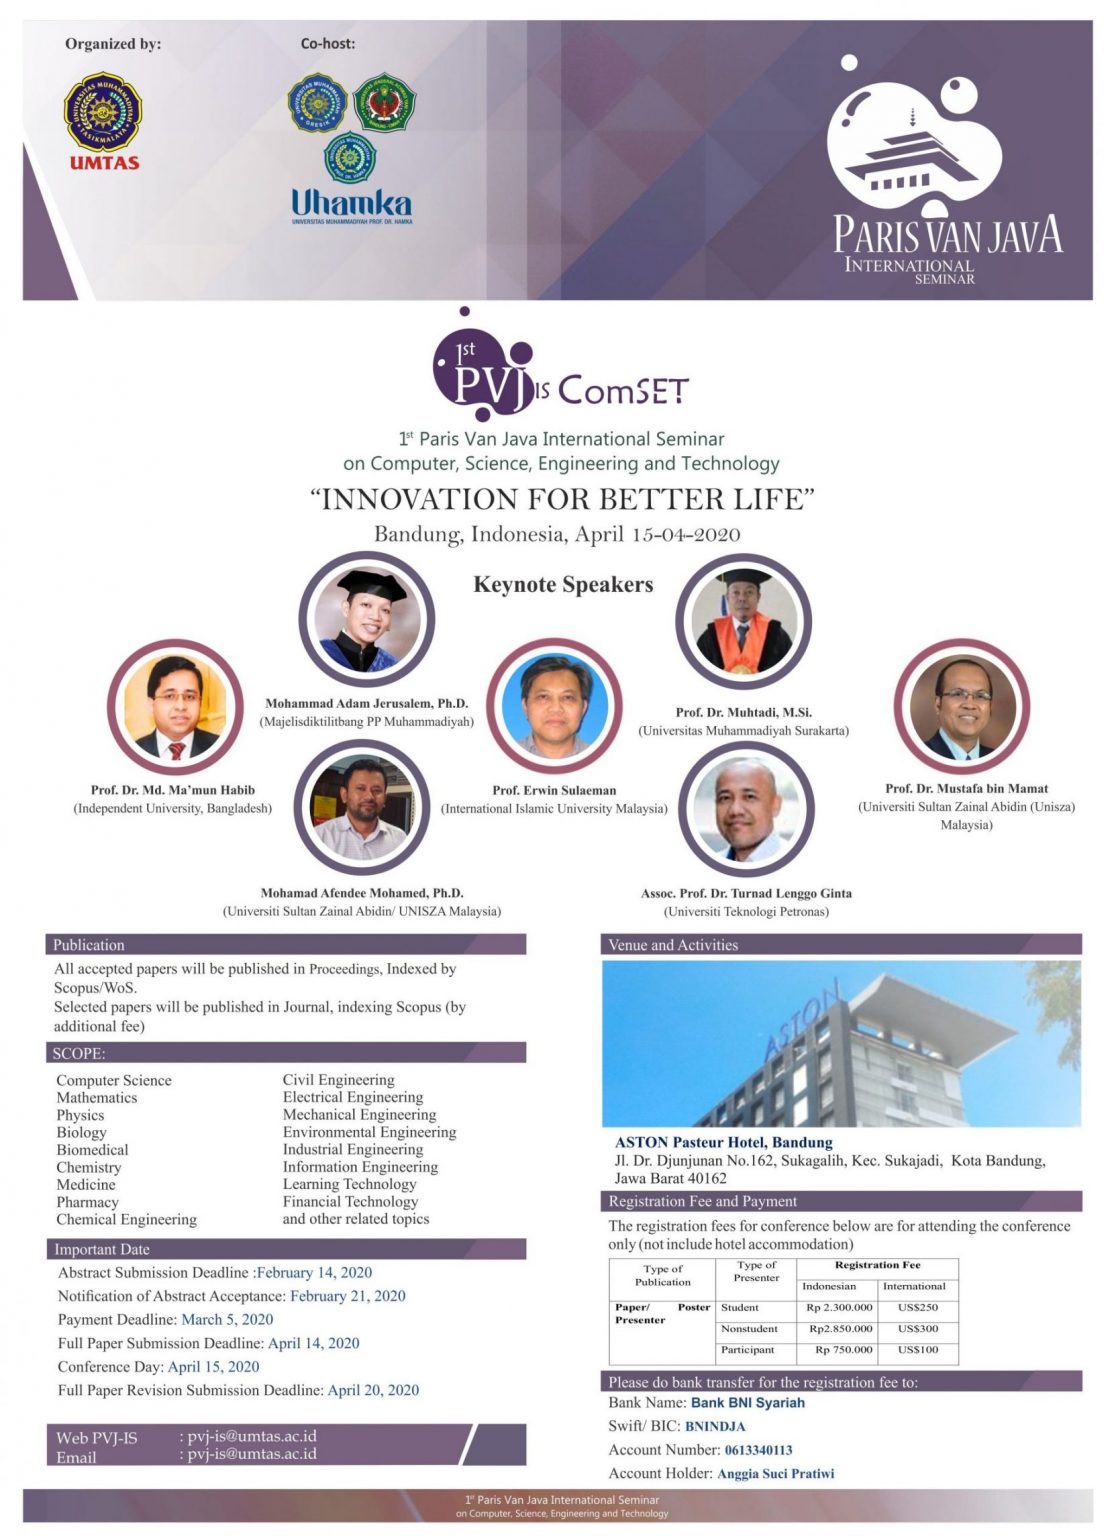 Organized by:
Co-host:
UNIVERSITAS MUHAMMADIYAH
TASIKMALAYA
UMTAS
UNIVERSITAS MUHAMMADIYAH
GRESIK
Uhamka
UNIVERSITAS MUHAMMADIYAH PROF. DR. HAMKA
PARIS VAN JAVA
INTERNATIONAL
SEMINAR
1st
PVJ IS ComSET
1st Paris Van Java International Seminar
on Computer, Science, Engineering and Technology
“INNOVATION FOR BETTER LIFE”
Bandung, Indonesia, April 15-04-2020
Keynote Speakers
Mohammad Adam Jerusalem, Ph.D.
(Majelisdiktilitbang PP Muhammadiyah)
Prof. Dr. Muhtadi, M.Si.
(Universitas Muhammadiyah Surakarta)
Prof. Dr. Md. Ma’mun Habib
(Independent University, Bangladesh)
Prof. Erwin Sulaeman
(International Islamic University Malaysia)
Prof. Dr. Mustafa bin Mamat
(Universiti Sultan Zainal Abidin (Unisza)
Malaysia)
Mohamad Afendee Mohamed, Ph.D.
(Universiti Sultan Zainal Abidin/ UNISZA Malaysia)
Assoc. Prof. Dr. Turnad Lenggo Ginta
(Universiti Teknologi Petronas)
Publication
All accepted papers will be published in Proceedings, Indexed by
Scopus/WoS.
Selected papers will be published in Journal, indexing Scopus (by
additional fee)
SCOPE:
Computer Science
Mathematics
Physics
Biology
Biomedical
Chemistry
Medicine
Pharmacy
Chemical Engineering
Civil Engineering
Electrical Engineering
Mechanical Engineering
Environmental Engineering
Industrial Engineering
Information Engineering
Learning Technology
Financial Technology
and other related topics
Important Date
Abstract Submission Deadline :February 14, 2020
Notification of Abstract Acceptance: February 21, 2020
Payment Deadline: March 5, 2020
Full Paper Submission Deadline: April 14, 2020
Conference Day: April 15, 2020
Full Paper Revision Submission Deadline: April 20, 2020
Web PVJ-IS : pvj-is@umtas.ac.id
Email : pvj-is@umtas.ac.id
Venue and Activities
ASTON
ASTON Pasteur Hotel, Bandung
Jl. Dr. Djunjunan No.162, Sukagalih, Kec. Sukajadi, Kota Bandung,
Jawa Barat 40162
Registration Fee and Payment
The registration fees for conference below are for attending the conference
only (not include hotel accommodation)
Type of Publication
Type of Presenter
Registration Fee
Indonesian International
Paper/ Poster Presenter
Student Rp 2.300.000 US$250
Nonstudent Rp2.850.000 US$300
Participant Rp 750.000 US$100
Please do bank transfer for the registration fee to:
Bank Name: Bank BNI Syariah
Swift/ BIC: BNINDJA
Account Number: 0613340113
Account Holder: Anggia Suci Pratiwi
1st Paris Van Java International Seminar
on Computer, Science, Engineering and Technology